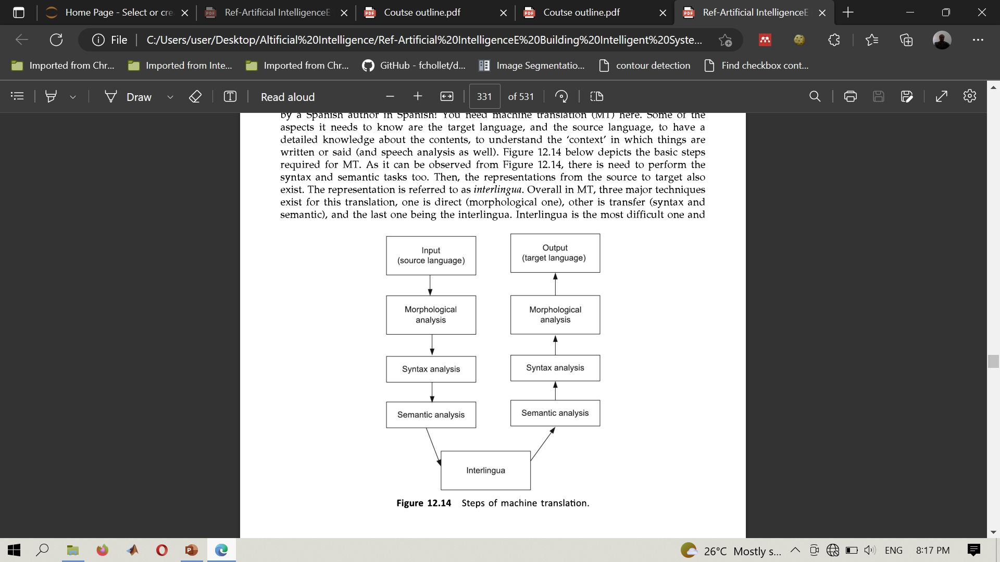 Home Page - Select or cre
Ref-Artificial IntelligenceE
Coutse outline.pdf
Coutse outline.pdf
Ref-Artificial IntelligenceE
File
C:/Users/user/Desktop/Altificial%20Intelligence/Ref-Artificial%20IntelligenceE%20Building%20Intelligent%20Syste...
Imported from Chr...
Imported from Inte...
Imported from Chr...
GitHub - fchollet/d...
Image Segmentatio...
contour detection
Find checkbox cont...
Draw
Read aloud
331
of 531
by a Spanish author in Spanish! You need machine translation (MT) here. Some of the
aspects it needs to know are the target language, and the source language, to have a
detailed knowledge about the contents, to understand the ‘context’ in which things are
written or said (and speech analysis as well). Figure 12.14 below depicts the basic steps
required for MT. As it can be observed from Figure 12.14, there is need to perform the
syntax and semantic tasks too. Then, the representations from the source to target also
exist. The representation is referred to as interlingua. Overall in MT, three major techniques
exist for this translation, one is direct (morphological one), other is transfer (syntax and
semantic), and the last one being the interlingua. Interlingua is the most difficult one and
Input
(source language)
Morphological
analysis
Syntax analysis
Semantic analysis
Output
(target language)
Morphological
analysis
Syntax analysis
Semantic analysis
Interlingua
Figure 12.14 Steps of machine translation.
26°C Mostly s...
ENG
8:17 PM